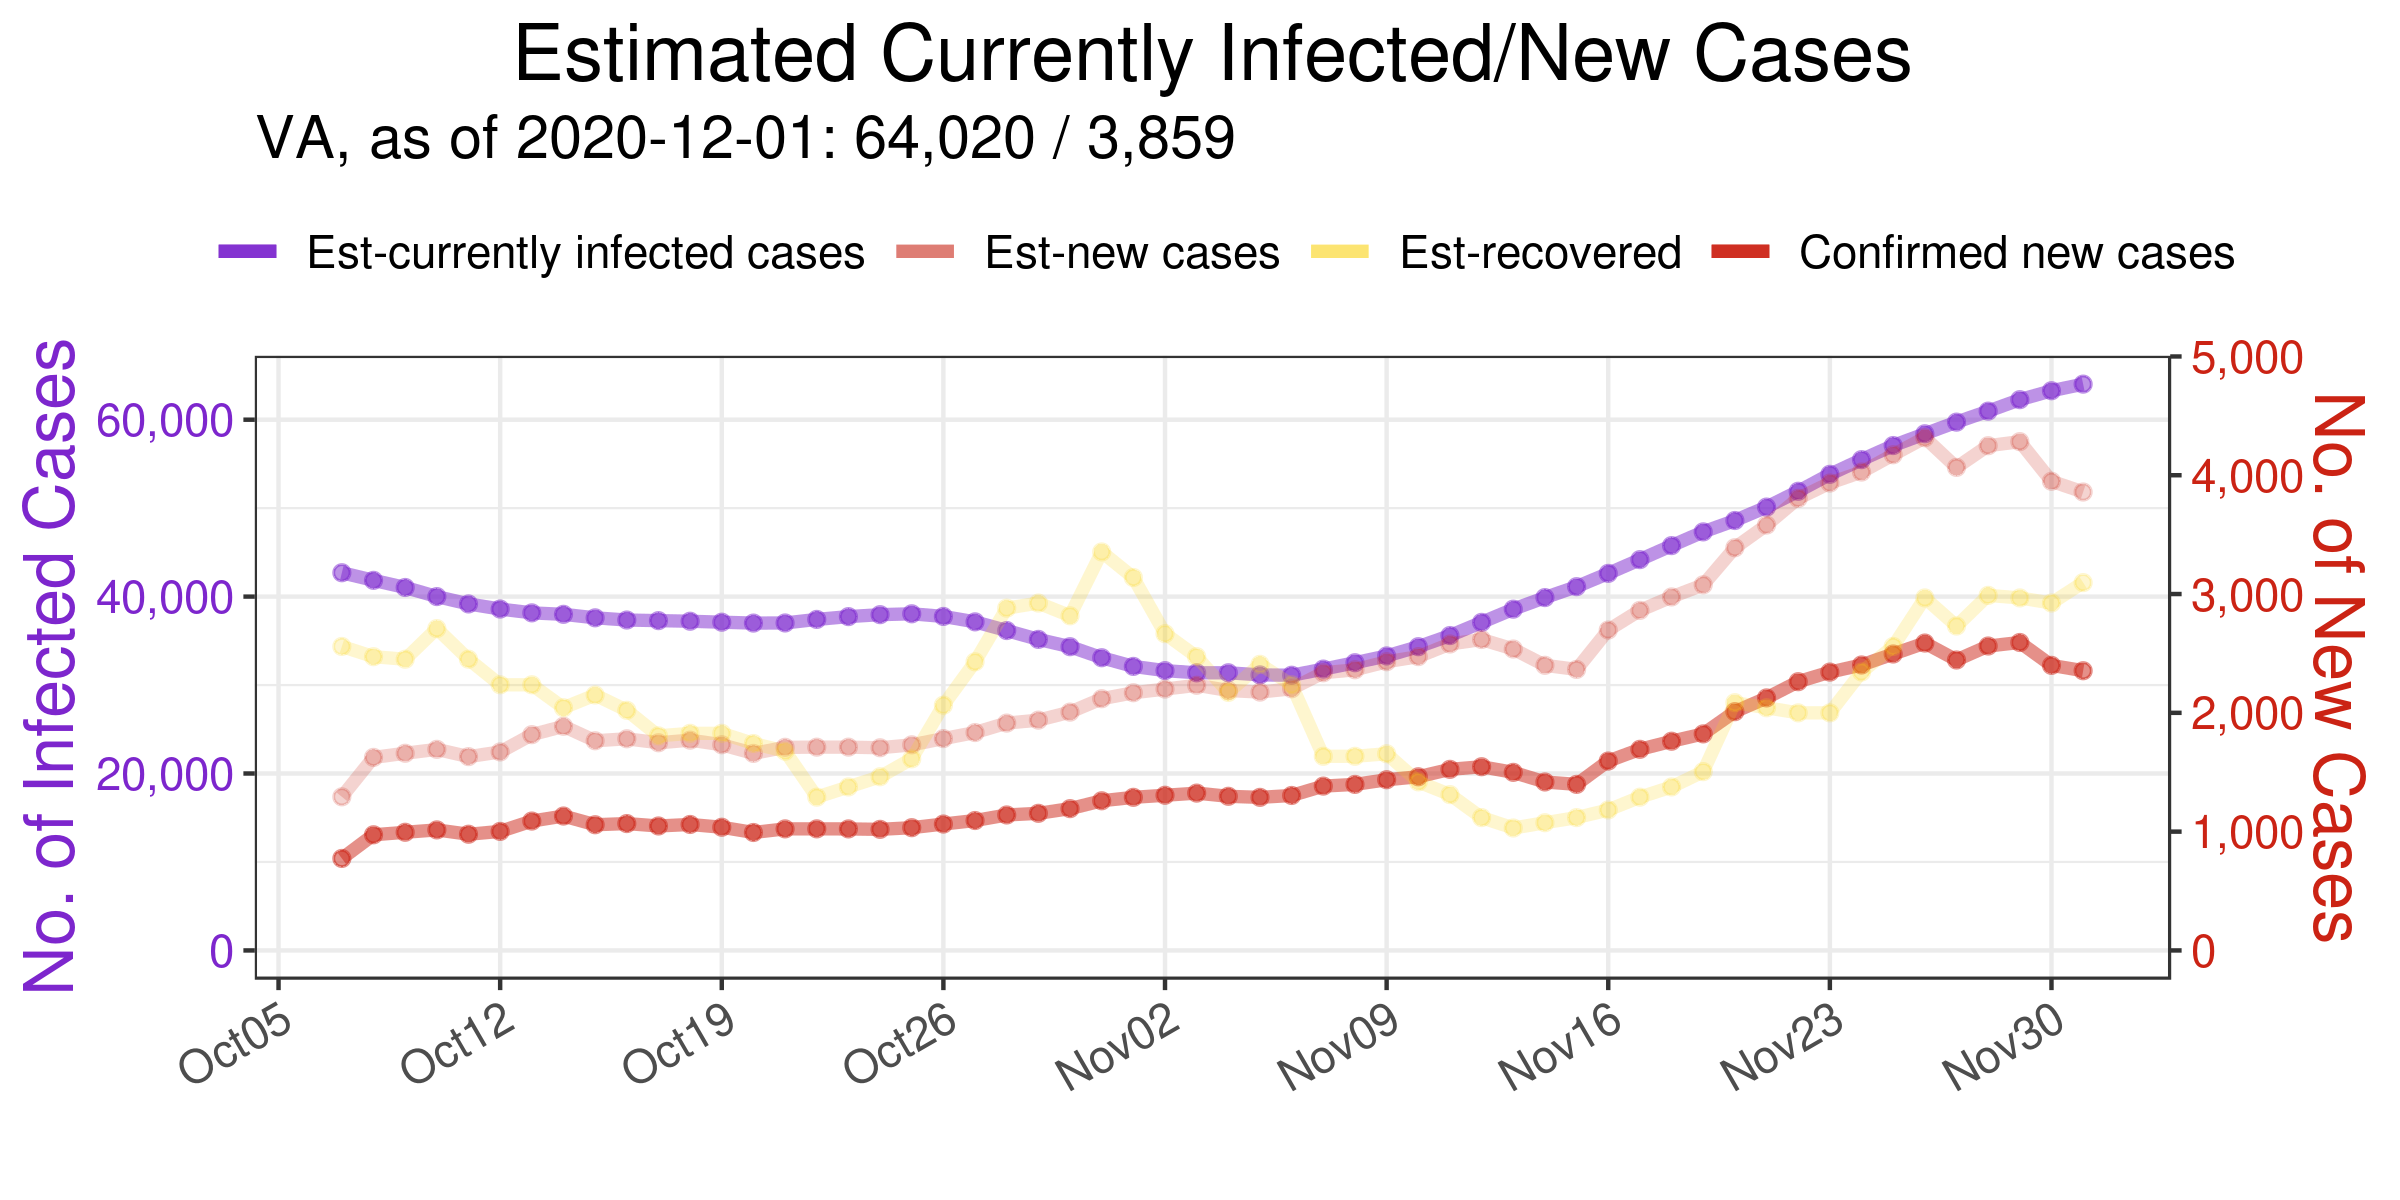 Estimated Currently Infected/New Cases
VA, as of 2020-12-01: 64,020 / 3,859
Est-currently infected cases Est-new cases Est-recovered Confirmed new cases
No. of Infected Cases
60,000
40,000
20,000
0
5,000
4,000
3,000
2,000
1,000
0
No. of New Cases
Oct05 Oct12 Oct19 Oct26 Nov02 Nov09 Nov16 Nov23 Nov30